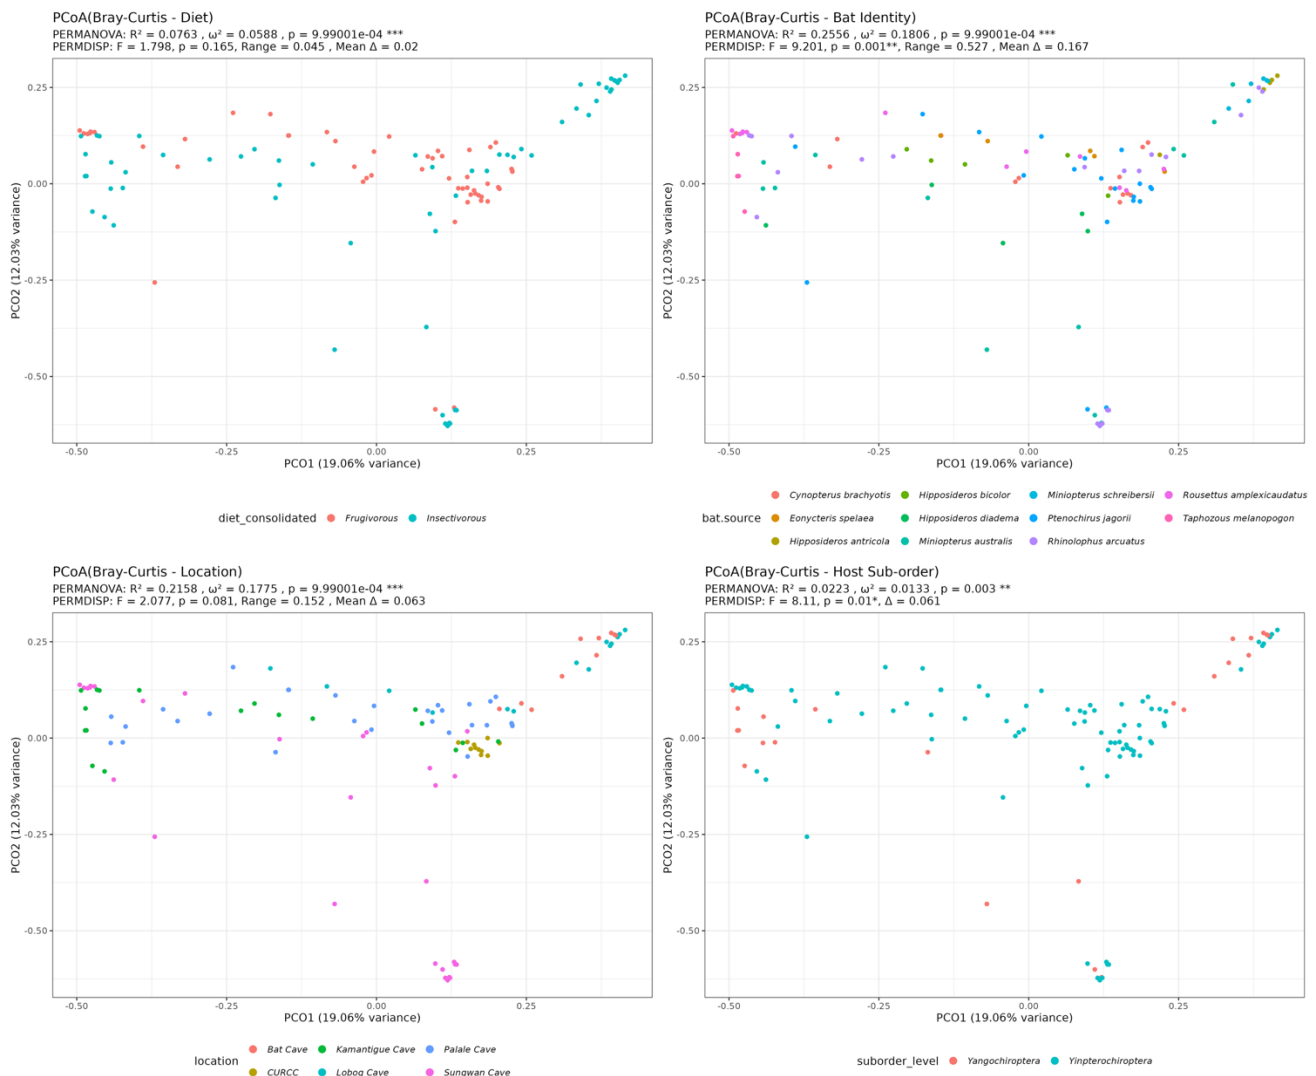 PCoA(Bray-Curtis - Diet)
PERMANOVA: R² = 0.0763 , ω² = 0.0588 , p = 9.99001e-04 ***
PERMDISP: F = 1.798, p = 0.165, Range = 0.045 , Mean Δ = 0.02
0.25
0.00
-0.25
-0.50
PCO2 (12.03% variance)
-0.50 -0.25 0.00 0.25
PCO1 (19.06% variance)
diet_consolidated Frugivorous Insectivorous
PCoA(Bray-Curtis - Bat Identity)
PERMANOVA: R² = 0.2556 , ω² = 0.1806 , p = 9.99001e-04 ***
PERMDISP: F = 9.201, p = 0.001**, Range = 0.527 , Mean Δ = 0.167
0.25
0.00
-0.25
-0.50
PCO2 (12.03% variance)
-0.50 -0.25 0.00 0.25
PCO1 (19.06% variance)
Cynopterus brachyotis Hipposideros bicolor Miniopterus schreibersii Rousettus amplexicaudatus
bat.source Eonycteris spelaea Hipposideros diadema Ptenochirus jagorii Taphozous melanopogon
Hipposideros antricola Miniopterus australis Rhinolophus arcuatus
PCoA(Bray-Curtis - Location)
PERMANOVA: R² = 0.2158 , ω² = 0.1775 , p = 9.99001e-04 ***
PERMDISP: F = 2.077, p = 0.081, Range = 0.152 , Mean Δ = 0.063
0.25
0.00
-0.25
-0.50
PCO2 (12.03% variance)
-0.50 -0.25 0.00 0.25
PCO1 (19.06% variance)
location Bat Cave Kamantigue Cave Palale Cave
CURCC Lobog Cave Sungwan Cave
PCoA(Bray-Curtis - Host Sub-order)
PERMANOVA: R² = 0.0223 , ω² = 0.0133 , p = 0.003 **
PERMDISP: F = 8.11, p = 0.01*, Δ = 0.061
0.25
0.00
-0.25
-0.50
PCO2 (12.03% variance)
-0.50 -0.25 0.00 0.25
PCO1 (19.06% variance)
suborder_level Yangochiroptera Yinpterochiroptera